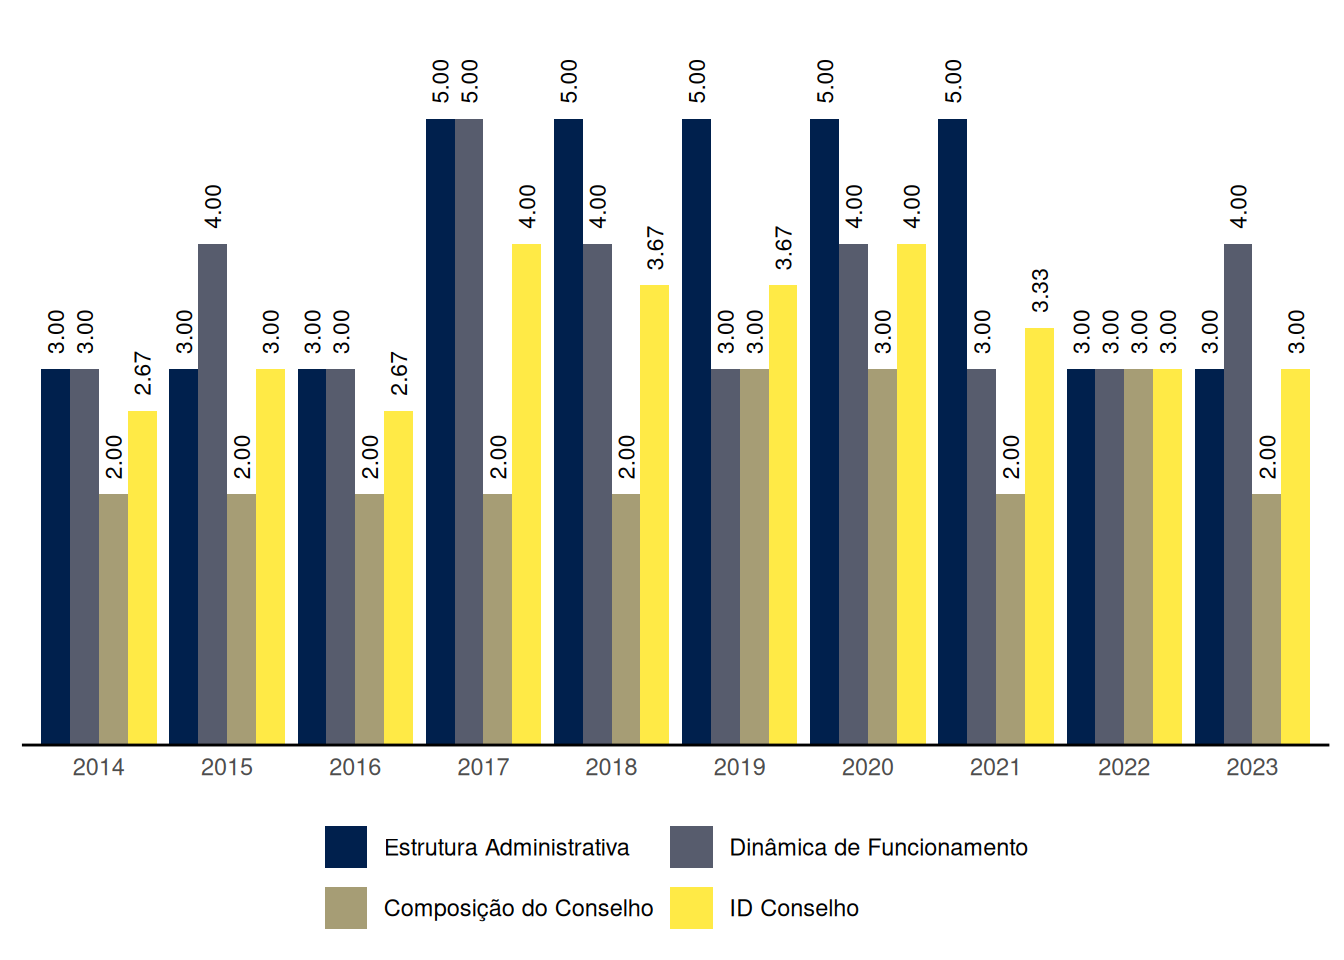 3.00 3.00 2.00 2.67 3.00 4.00 2.00 3.00 3.00 3.00 2.00 2.67 5.00 5.00 2.00 4.00 5.00 4.00 2.00 3.67 5.00 3.00 3.00 3.67 5.00 4.00 3.00 4.00 5.00 3.00 2.00 3.33 3.00 3.00 3.00 3.00 3.00 4.00 2.00 3.00
2014 2015 2016 2017 2018 2019 2020 2021 2022 2023
Estrutura Administrativa Dinâmica de Funcionamento
Composição do Conselho ID Conselho